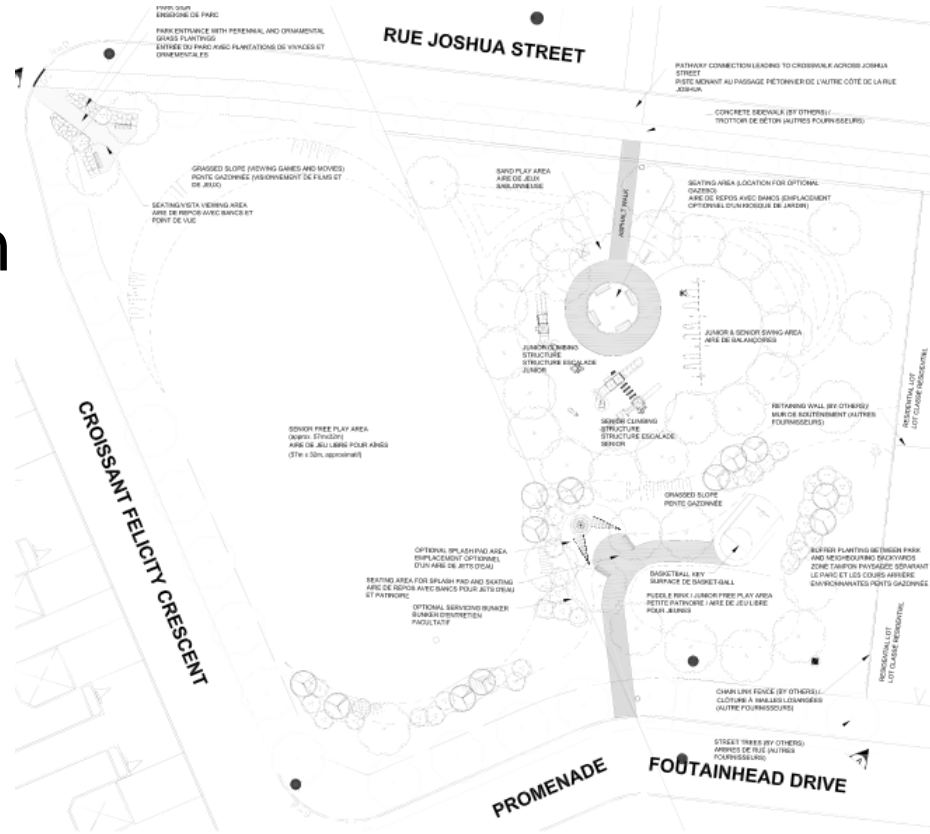 PARK SIGN
ENSEIGNE DE PARC
PARK ENTRANCE WITH PERENNIAL AND ORNAMENTAL
GRASS PLANTINGS
ENTRÉE DU PARC AVEC PLANTATIONS DE VIVACES ET
ORNEMENTALES
RUE JOSHUA STREET
PATHWAY CONNECTION LEADING TO CROSSWALK ACROSS JOSHUA
STREET
PISTE MENANT AU PASSAGE PIÉTONNIER DE L'AUTRE CÔTÉ DE LA RUE
JOSHUA
CONCRETE SIDEWALK (BY OTHERS) /
TROTTOIR DE BÉTON (AUTRES FOURNISSEURS)
GRASSED SLOPE (VIEWING GAMES AND MOVIES)
PENTE GAZONNÉE (VISIONNEMENT DE FILMS ET
DE JEUX)
SAND PLAY AREA
AIRE DE JEUX
SABLONNEUSE
SEATING AREA (LOCATION FOR OPTIONAL
GAZEBO)
AIRE DE REPOS AVEC BANCS (EMPLACEMENT
OPTIONNEL D'UN KIOSQUE DE JARDIN)
SEATING/VISTA VIEWING AREA
AIRE DE REPOS AVEC BANCS ET
POINT DE VUE
ASPHALT WALK
n
JUNIOR & SENIOR SWING AREA
AIRE DE BALANÇOIRES
JUNIOR CLIMBING
STRUCTURE
STRUCTURE ESCALADE
JUNIOR
RESIDENTIAL LOT
LOT CLASSÉ RÉSIDENTIEL
RETAINING WALL (BY OTHERS)/
MUR DE SOUTÈNEMENT (AUTRES
FOURNISSEURS)
SENIOR CLIMBING
STRUCTURE
STRUCTURE ESCALADE
SENIOR
SENIOR FREE PLAY AREA
(approx. 57mx32m)
AIRE DE JEU LIBRE POUR AÎNÉS
(57m x 32m, approximatif)
CROISSANT FELICITY CRESCENT
GRASSED SLOPE
PENTE GAZONNÉE
OPTIONAL SPLASH PAD AREA
EMPLACEMENT OPTIONNEL
D'UN AIRE DE JETS D'EAU
BUFFER PLANTING BETWEEN PARK
AND NEIGHBOURING BACKYARDS
ZONE TAMPON PAYSAGÉE SÉPARANT
LE PARC ET LES COURS ARRIÈRE
ENVIRONNANATES PENTS GAZONNÉE
SEATING AREA FOR SPLASH PAD AND SKATING
AIRE DE REPOS AVEC BANCS POUR JETS D'EAU
ET PATINOIRE
BASKETBALL KEY
SURFACE DE BASKET-BALL
PUDDLE RINK / JUNIOR FREE PLAY AREA
PETITE PATINOIRE / AIRE DE JEU LIBRE
POUR JEUNES
OPTIONAL SERVICING BUNKER
BUNKER D'ENTRETIEN
FACULTATIF
RESIDENTIAL LOT
LOT CLASSÉ RÉSIDENTIEL
CHAIN LINK FENCE (BY OTHERS) /
CLÔTURE À MAILLES LOSANGÉES
(AUTRE FOURNISSEURS)
STREET TREES (BY OTHERS)
ARBRES DE RUE (AUTRES
FOURNISSEURS)
PROMENADE
FOUTAINHEAD DRIVE